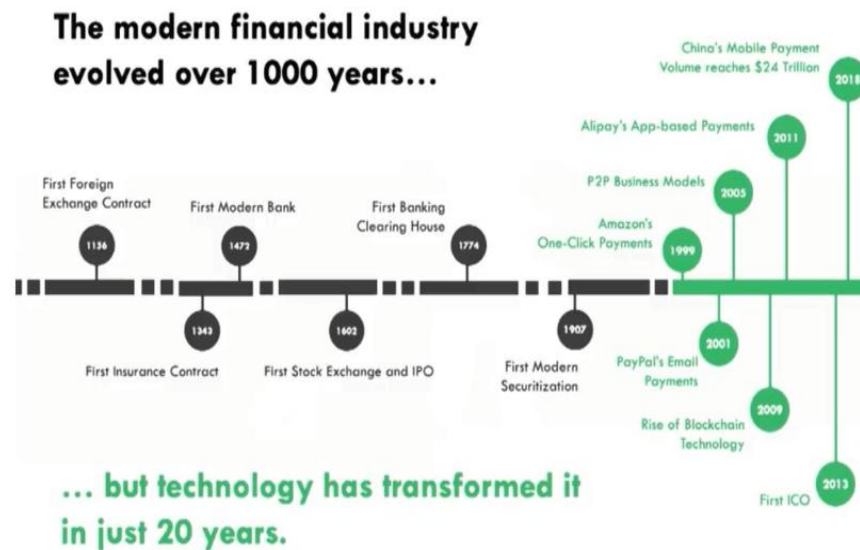 The modern financial industry
evolved over 1000 years...
China's Mobile Payment
Volume reaches $24 Trillion
2018
Alipay's App-based Payments
2011
P2P Business Models
2005
First Foreign
Exchange Contract
1136
First Modern Bank
1472
First Banking
Clearing House
1774
Amazon's
One-Click Payments
1999
1343
First Insurance Contract
1602
First Stock Exchange and IPO
1907
First Modern
Securitization
2001
PayPal's Email
Payments
2009
Rise of Blockchain
Technology
2013
First ICO
... but technology has transformed it
in just 20 years.